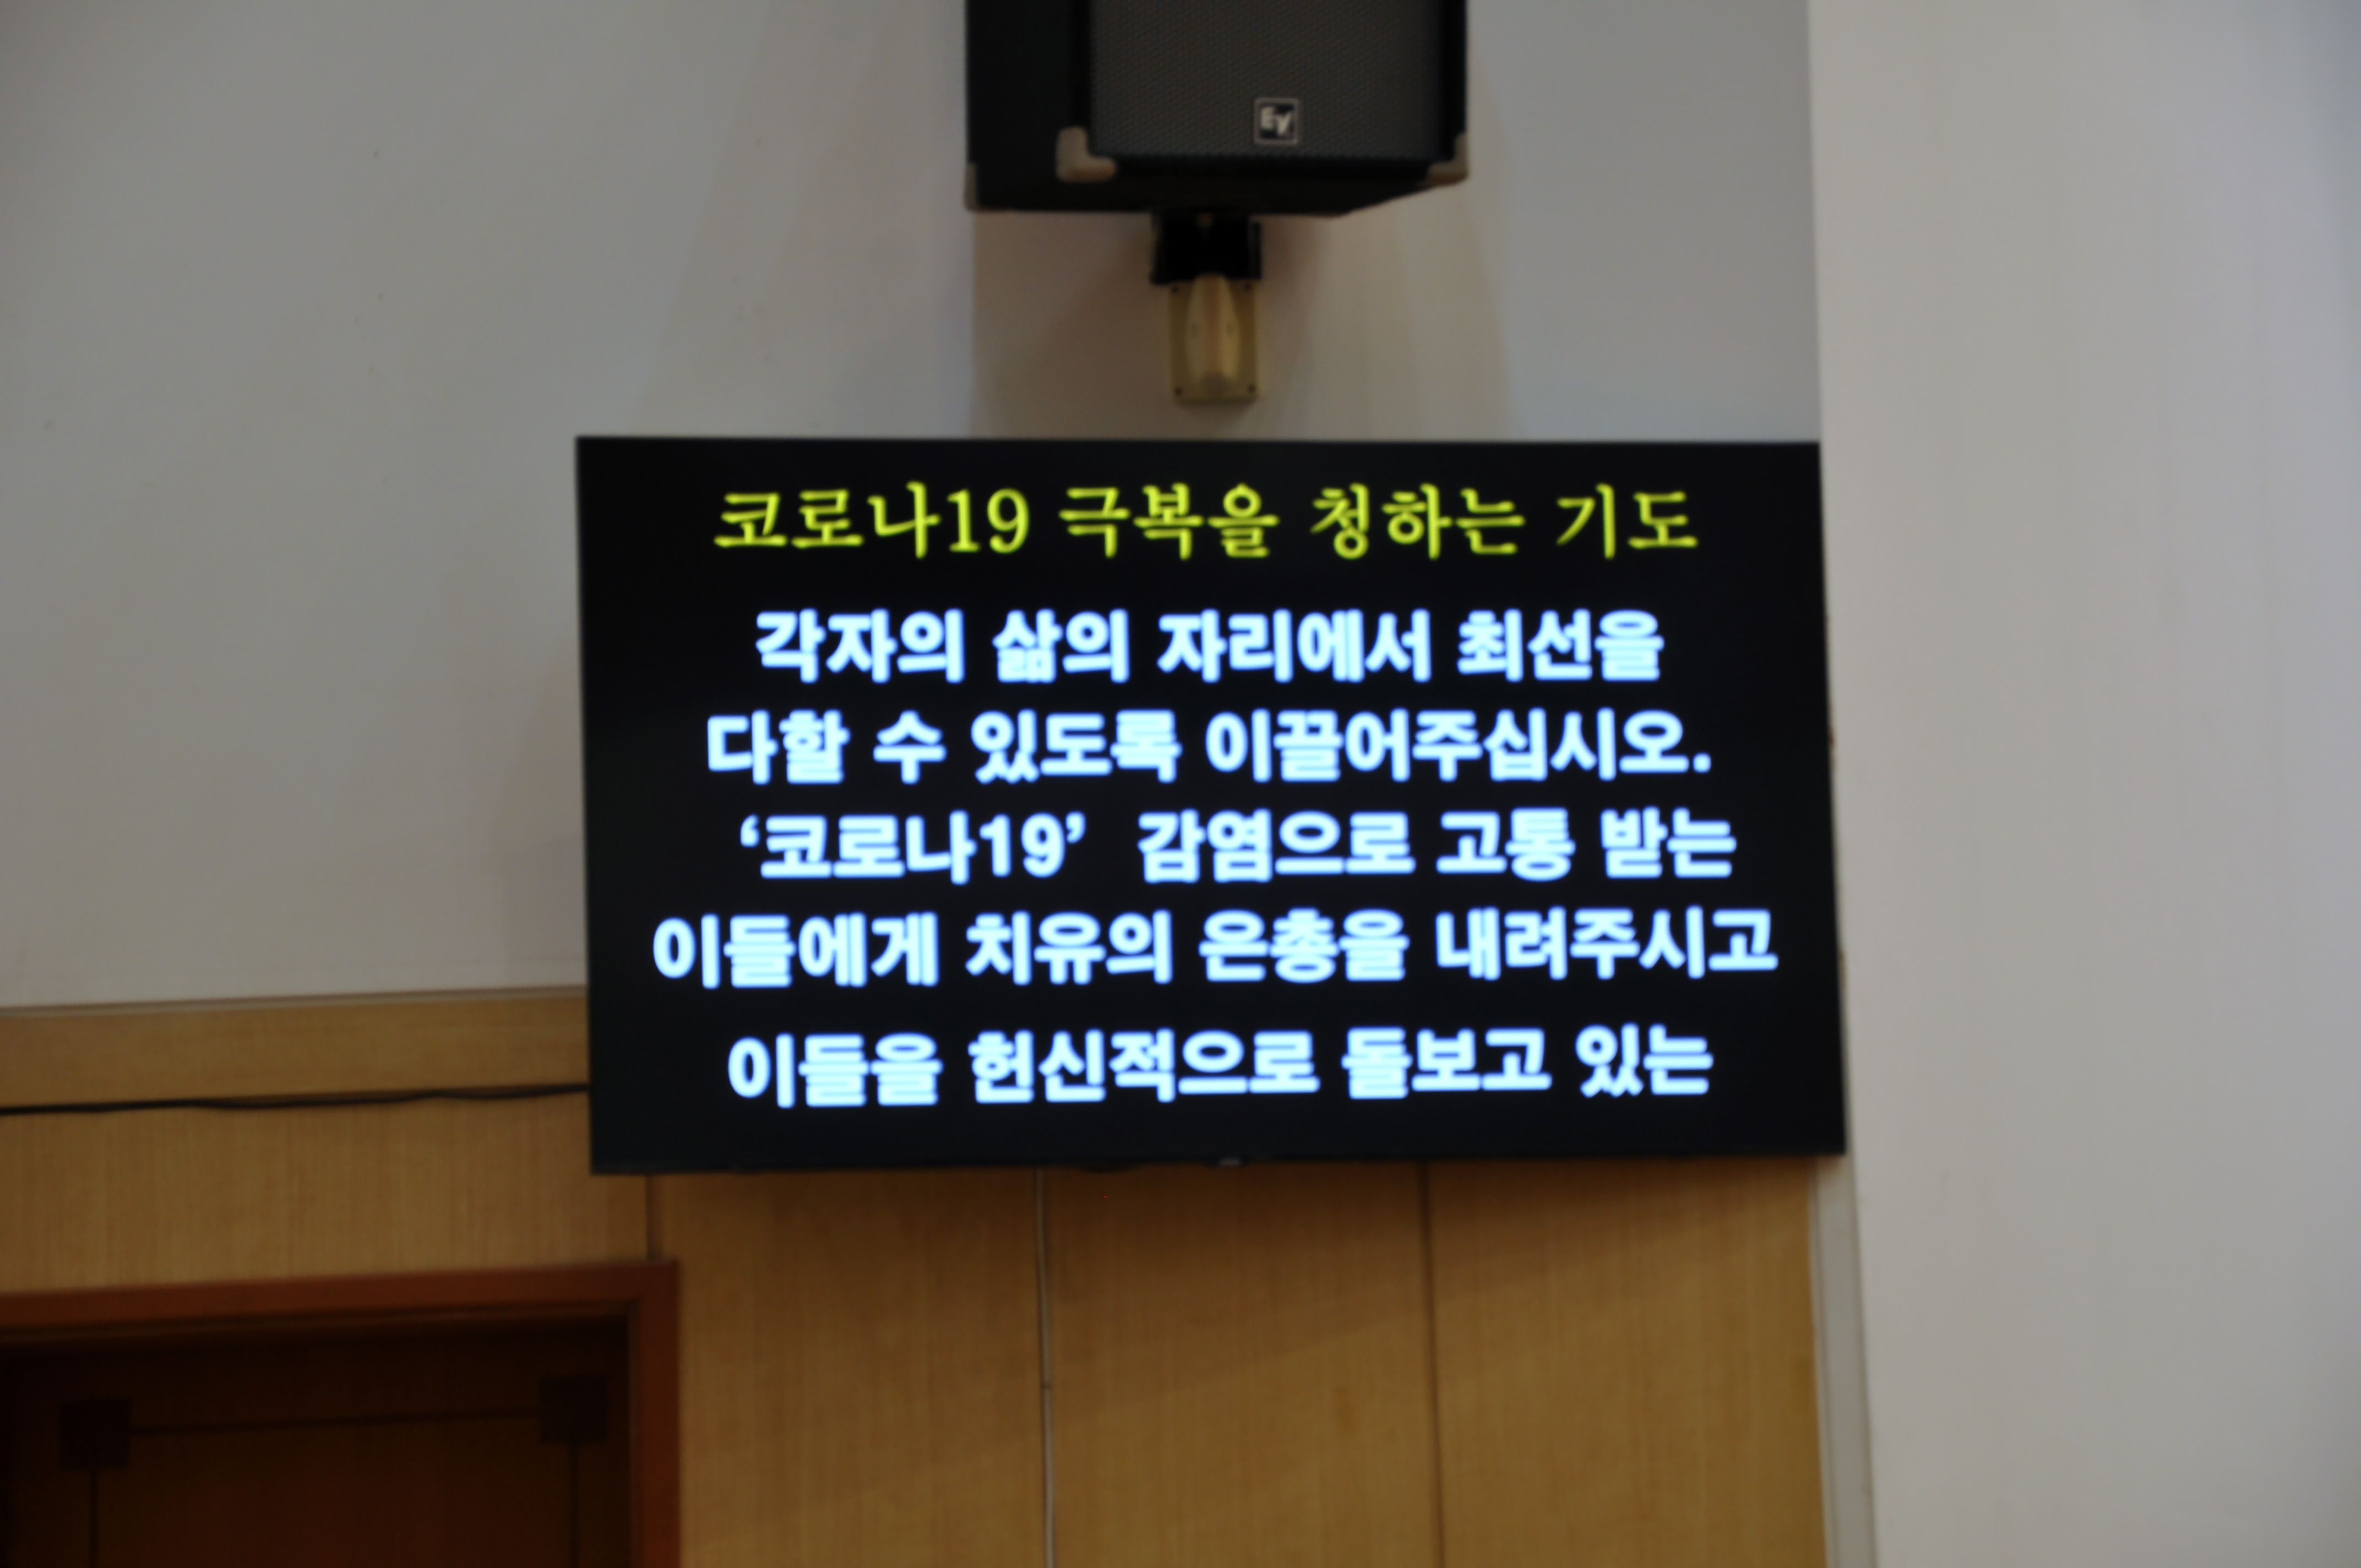 EV
코로나19 극복을 청하는 기도
각자의 삶의 자리에서 최선을
다할 수 있도록 이끌어주십시오.
‘코로나19’ 감염으로 고통 받는
이들에게 치유의 은총을 내려주시고
이들을 헌신적으로 돌보고 있는